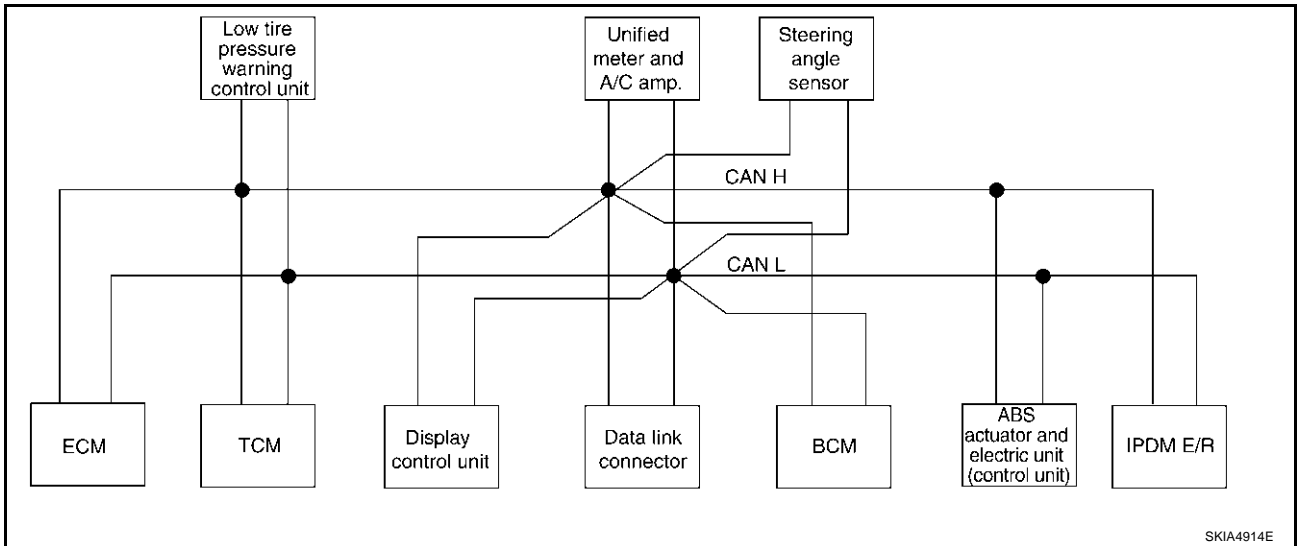 Low tire
pressure
warning
control unit
Unified
meter and
A/C amp.
Steering
angle
sensor
CAN H
CAN L
ECM
TCM
Display
control unit
Data link
connector
BCM
ABS
actuator and
electric unit
(control unit)
IPDM E/R
SKIA4914E